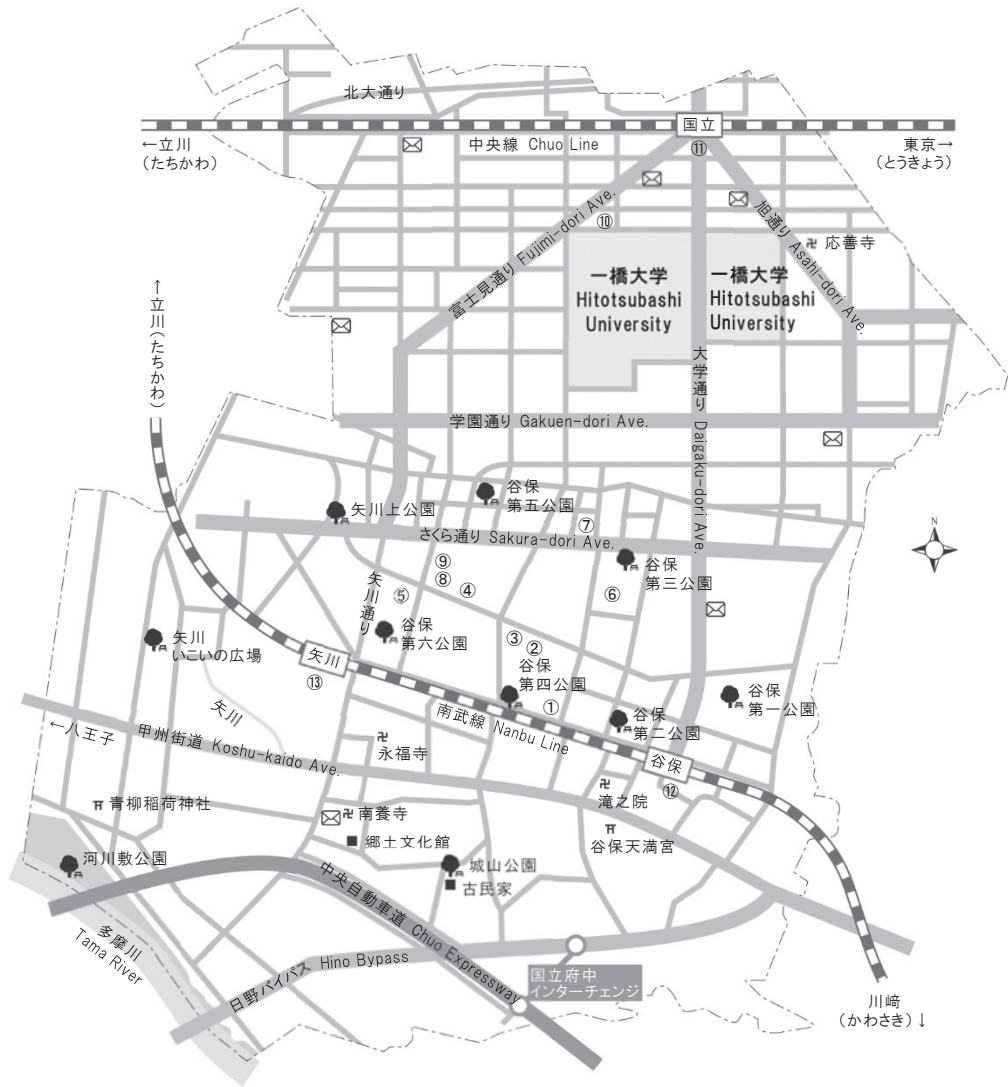 北大通り
国立
←立川
(たちかわ)
中央線 Chuo Line
⑪
東京→
(とうきょう)
富士見通り Fujimi-dori Ave.
⑩
旭通り Asahi-dori Ave.
応善寺
一橋大学
Hitotsubashi
University
一橋大学
Hitotsubashi
University
↑立川(たちかわ)
大学通り Daigaku-dori Ave.
学園通り Gakuen-dori Ave.
谷保
第五公園
矢川上公園
⑦
さくら通り Sakura-dori Ave.
N
谷保
第三公園
⑨
⑧
④
⑤
⑥
矢川通り
谷保
第六公園
③
②
矢川
いこいの広場
矢川
⑬
谷保
第四公園
①
谷保
第一公園
谷保
第二公園
矢川
南武線 Nanbu Line
谷保
⑫
←八王子
甲州街道 Koshu-kaido Ave.
永福寺
滝之院
谷保天満宮
青柳稲荷神社
南養寺
郷土文化館
河川敷公園
城山公園
古民家
中央自動車道 Chuo Expressway
多摩川
Tama River
日野バイパス Hino Bypass
国立府中
インターチェンジ
川﨑
(かわさき)↓